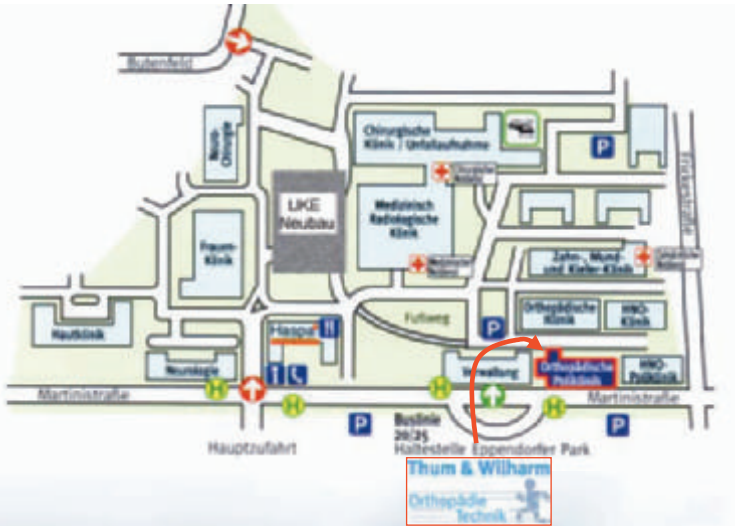 Butenfeld
Neuro-
Chirurgie
Chirurgische
Klinik / Unfallaufnahme
P
UKE
Neubau
Medizinisch
Radiologische
Klinik
Frauen-
Klinik
Zahn-, Mund-
und Kiefer-Klinik
Frickestraße
Orthopädische
Klinik
HNO-
Klinik
Fußweg
P
Hautklinik
Haspa
Neurologie
Verwaltung
Orthopädische
Poliklinik
HNO-
Poliklinik
Martinistraße
H
H
H
H
Martinistraße
P
P
Hauptzufahrt
Buslinie
20/25
Haltestelle Eppendorfer Park
Thum & Wilharm
Orthopädie
Technik